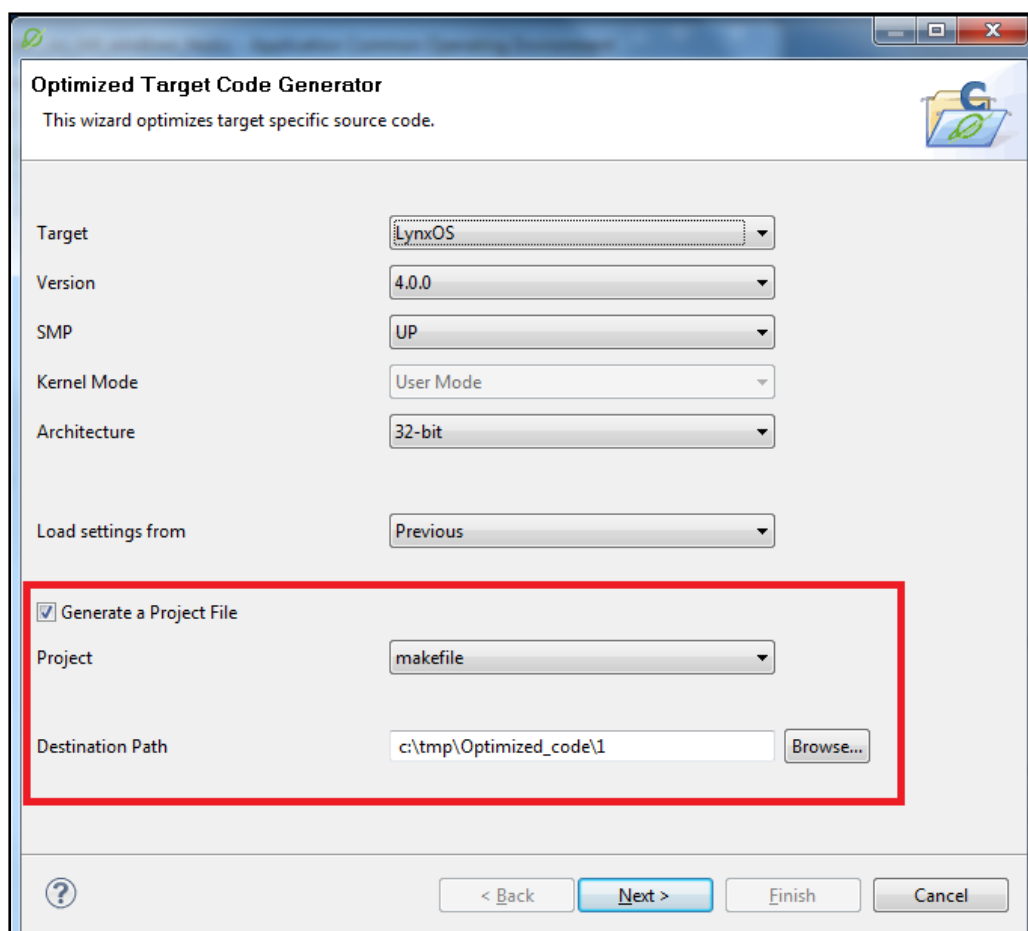 Optimized Target Code Generator
This wizard optimizes target specific source code.
C
Target LynxOS
Version 4.0.0
SMP UP
Kernel Mode User Mode
Architecture 32-bit
Load settings from Previous
Generate a Project File
Project makefile
Destination Path c:\tmp\Optimized_code\1 Browse...
? < Back Next > Finish Cancel